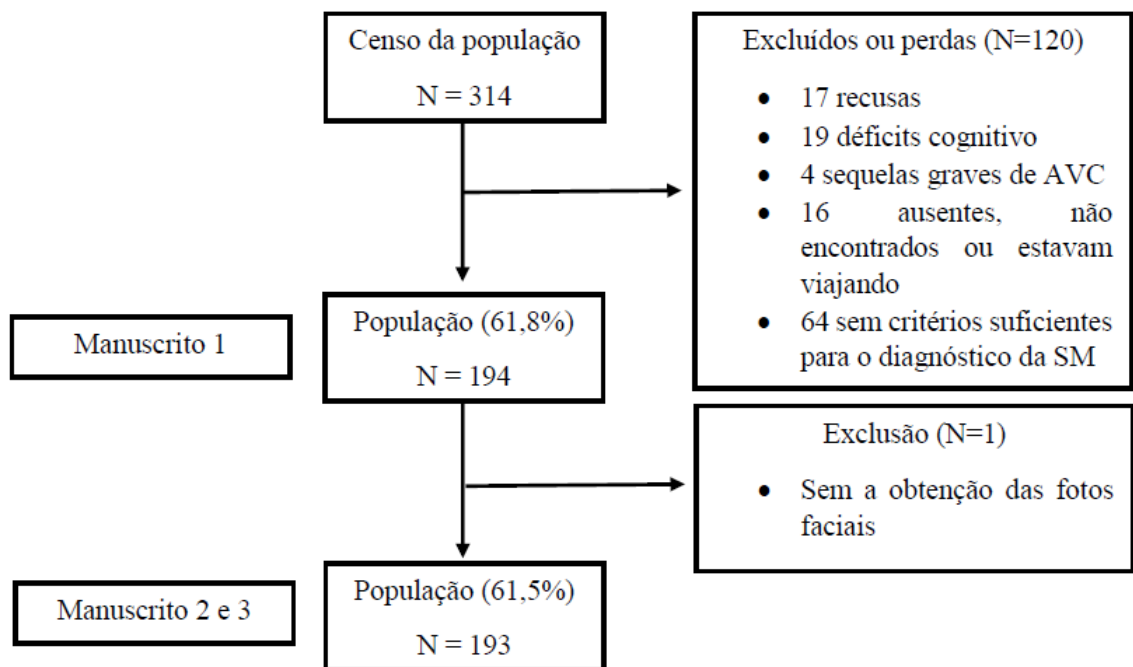 Censo da população
N = 314
Excluídos ou perdas (N=120)
• 17 recusas
• 19 déficits cognitivo
• 4 sequelas graves de AVC
• 16 ausentes, não
encontrados ou estavam
viajando
• 64 sem critérios suficientes
para o diagnóstico da SM
Manuscrito 1
População (61,8%)
N = 194
Exclusão (N=1)
• Sem a obtenção das fotos
faciais
Manuscrito 2 e 3
População (61,5%)
N = 193